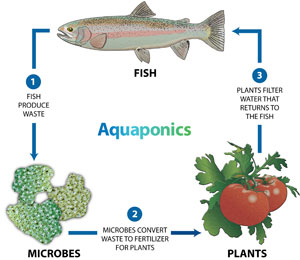 FISH
1
FISH
PRODUCE
WASTE
3
PLANTS FILTER
WATER THAT
RETURNS TO
THE FISH
Aquaponics
2
MICROBES CONVERT
WASTE TO FERTILIZER
FOR PLANTS
MICROBES
PLANTS